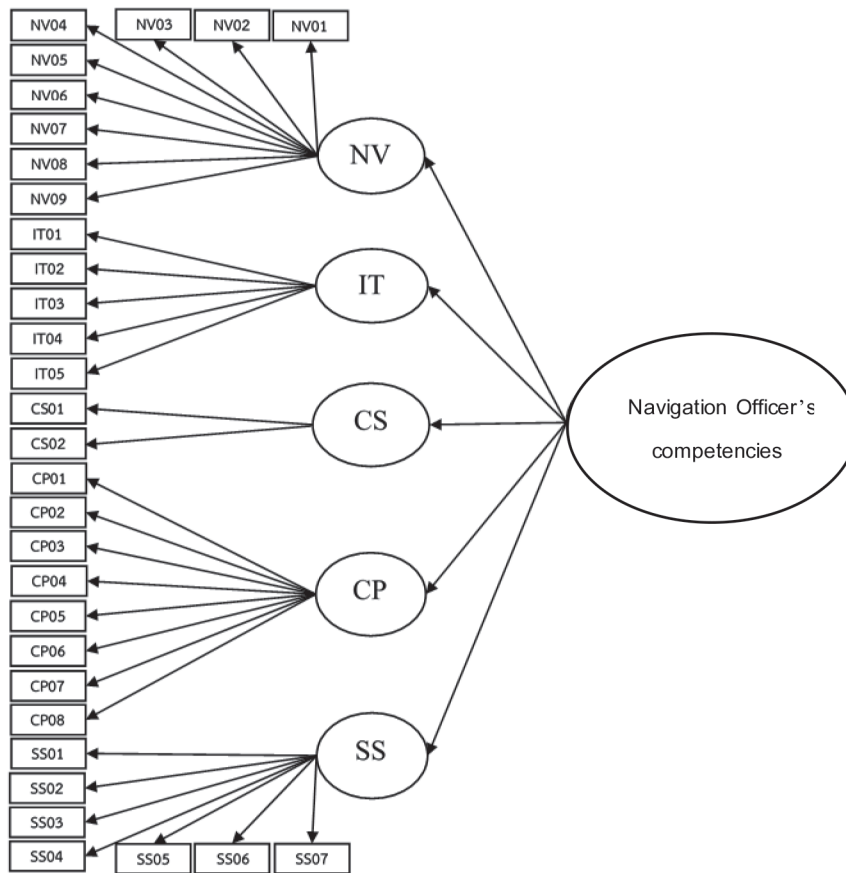 NV04
NV03
NV02
NV01
NV05
NV06
NV07
NV08
NV09
NV
IT01
IT02
IT03
IT04
IT05
IT
CS01
CS02
CS
Navigation Officer's
competencies
CP01
CP02
CP03
CP04
CP05
CP06
CP07
CP08
CP
SS01
SS02
SS03
SS04
SS05
SS06
SS07
SS